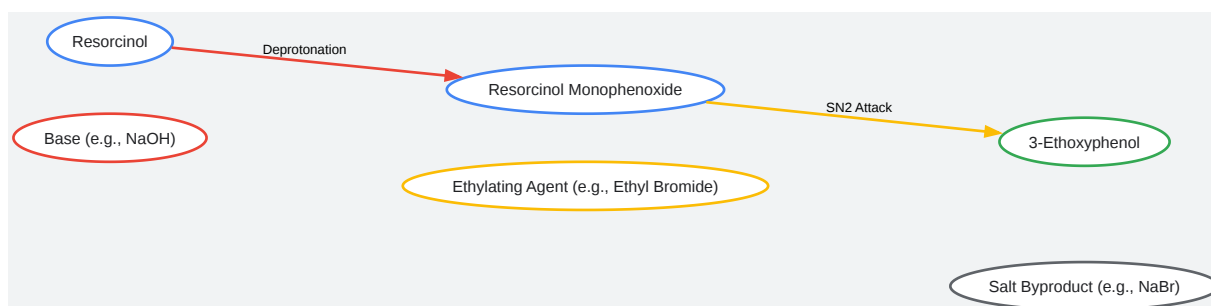 Resorcinol
Deprotonation
Resorcinol Monophenoxide
SN2 Attack
Base (e.g., NaOH)
3-Ethoxyphenol
Ethylating Agent (e.g., Ethyl Bromide)
Salt Byproduct (e.g., NaBr)